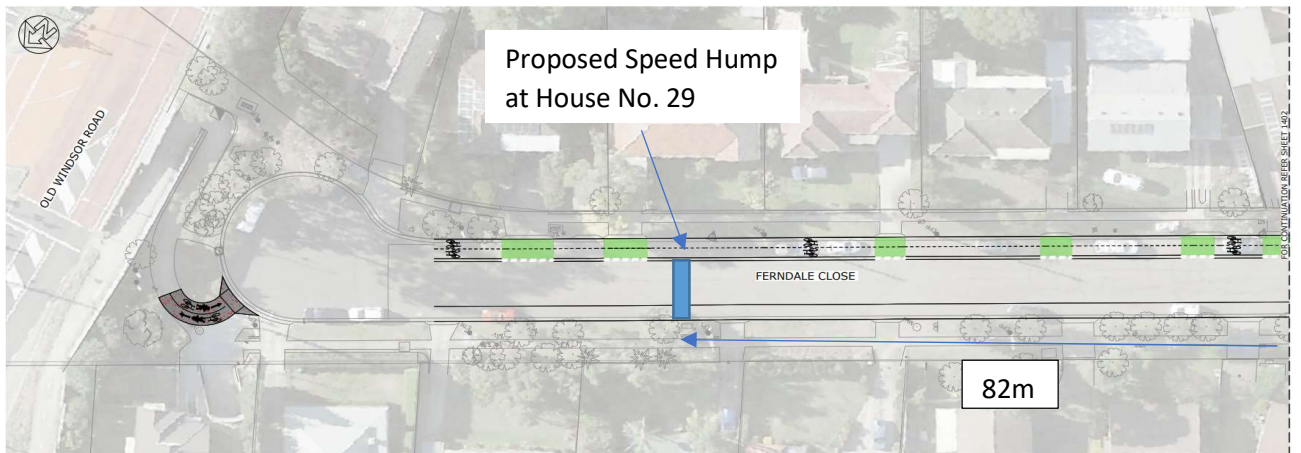 Proposed Speed Hump
at House No. 29
OLD WINDSOR ROAD
FERNDALE CLOSE
FOR CONTINUATION REFER SHEET 1402
82m